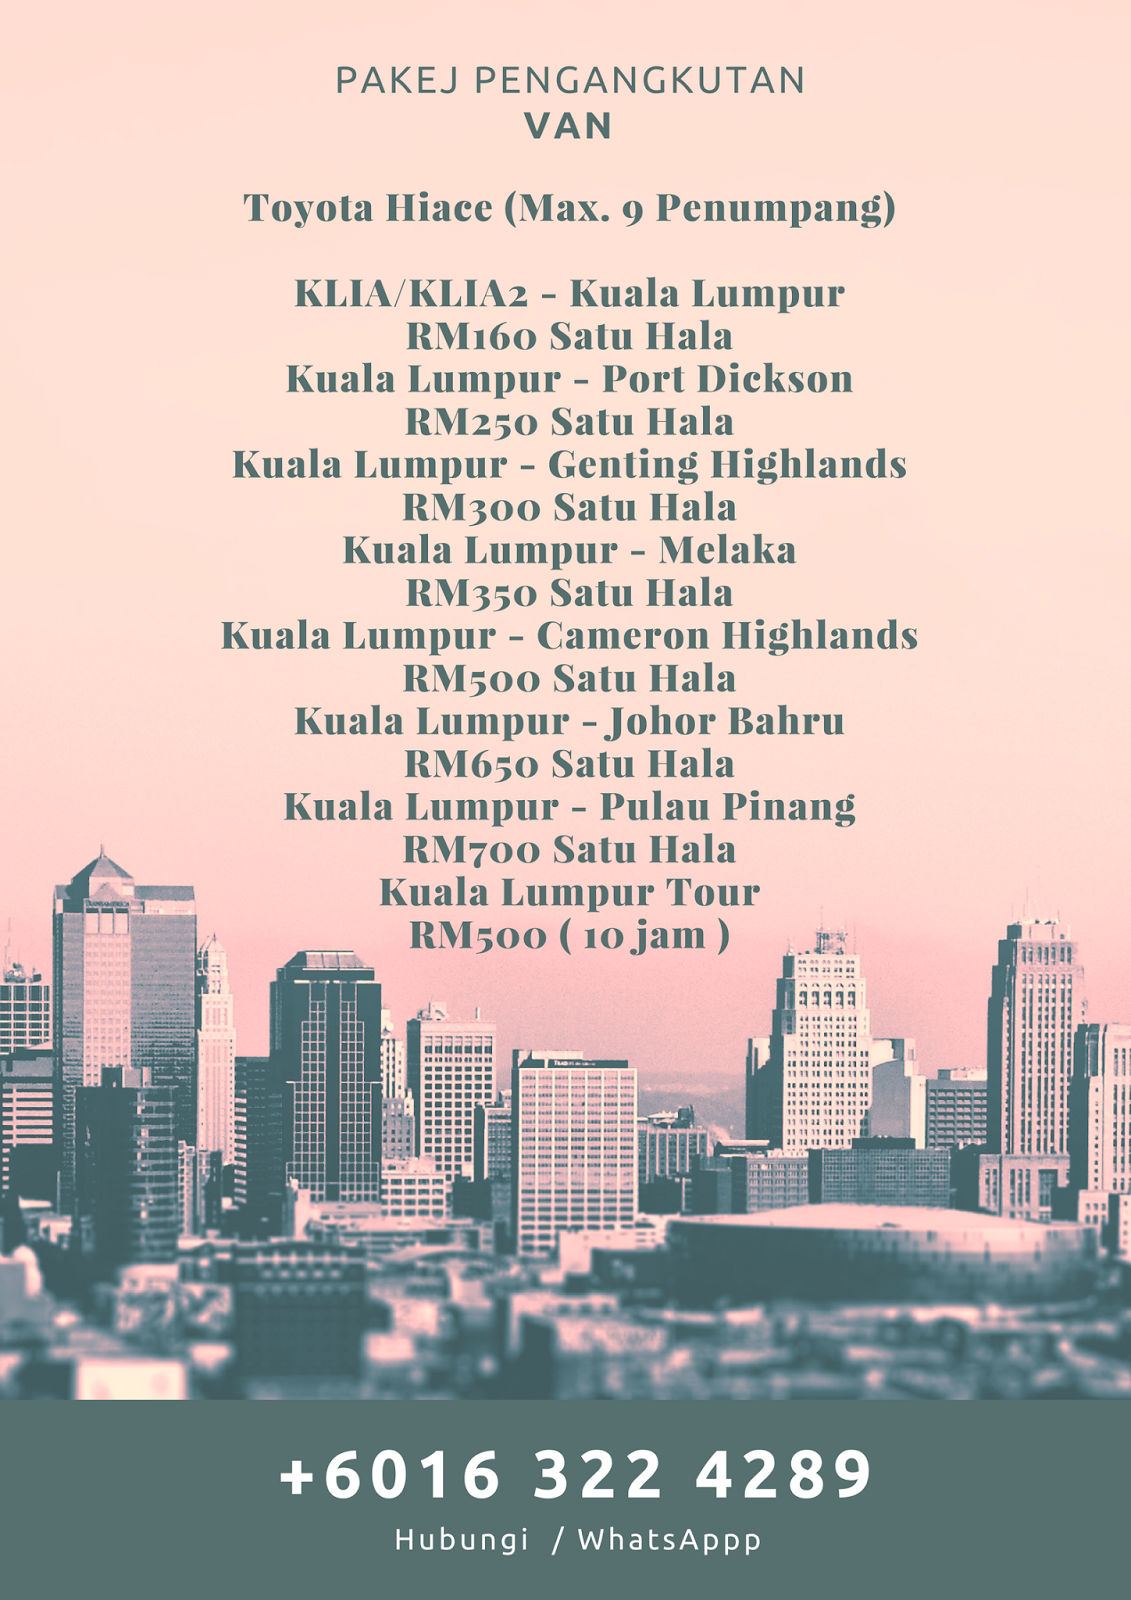 PAKEJ PENGANGKUTAN
VAN
Toyota Hiace (Max. 9 Penumpang)
KLIA/KLIA2 - Kuala Lumpur
RM160 Satu Hala
Kuala Lumpur - Port Dickson
RM250 Satu Hala
Kuala Lumpur - Genting Highlands
RM300 Satu Hala
Kuala Lumpur - Melaka
RM350 Satu Hala
Kuala Lumpur - Cameron Highlands
RM500 Satu Hala
Kuala Lumpur - Johor Bahru
RM650 Satu Hala
Kuala Lumpur - Pulau Pinang
RM700 Satu Hala
Kuala Lumpur Tour
RM500 ( 10 jam )
+6016 322 4289
Hubungi / WhatsAppp